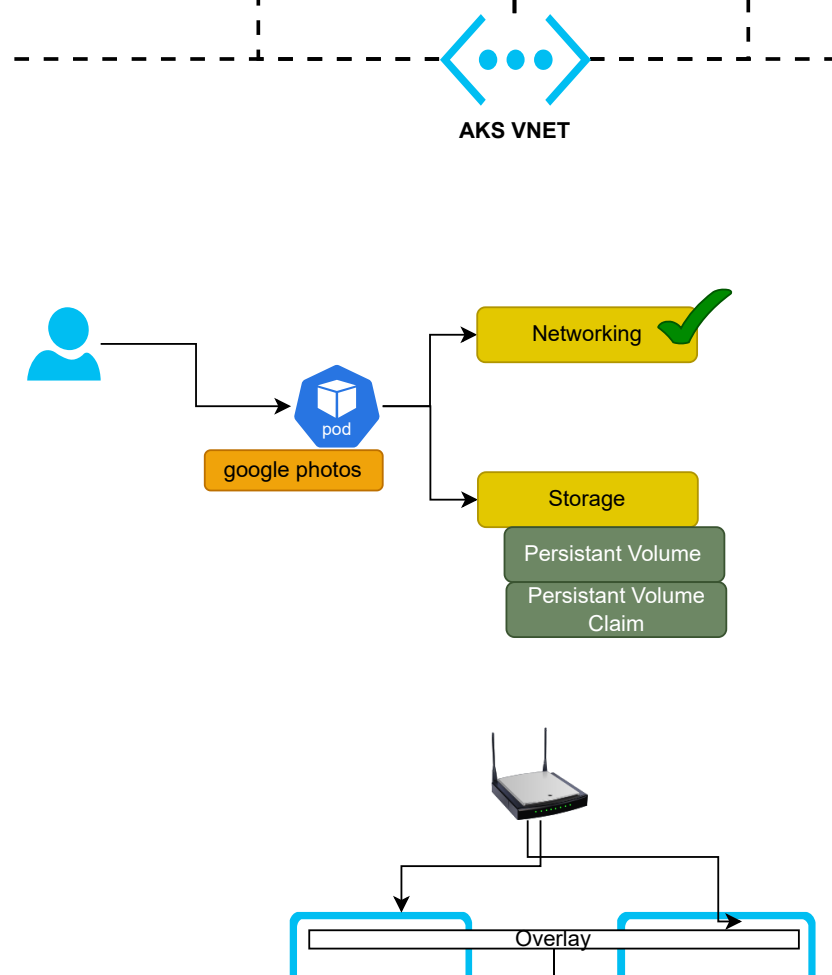 AKS VNET
Networking
pod
google photos
Storage
Persistant Volume
Persistant Volume
Claim
Overlay